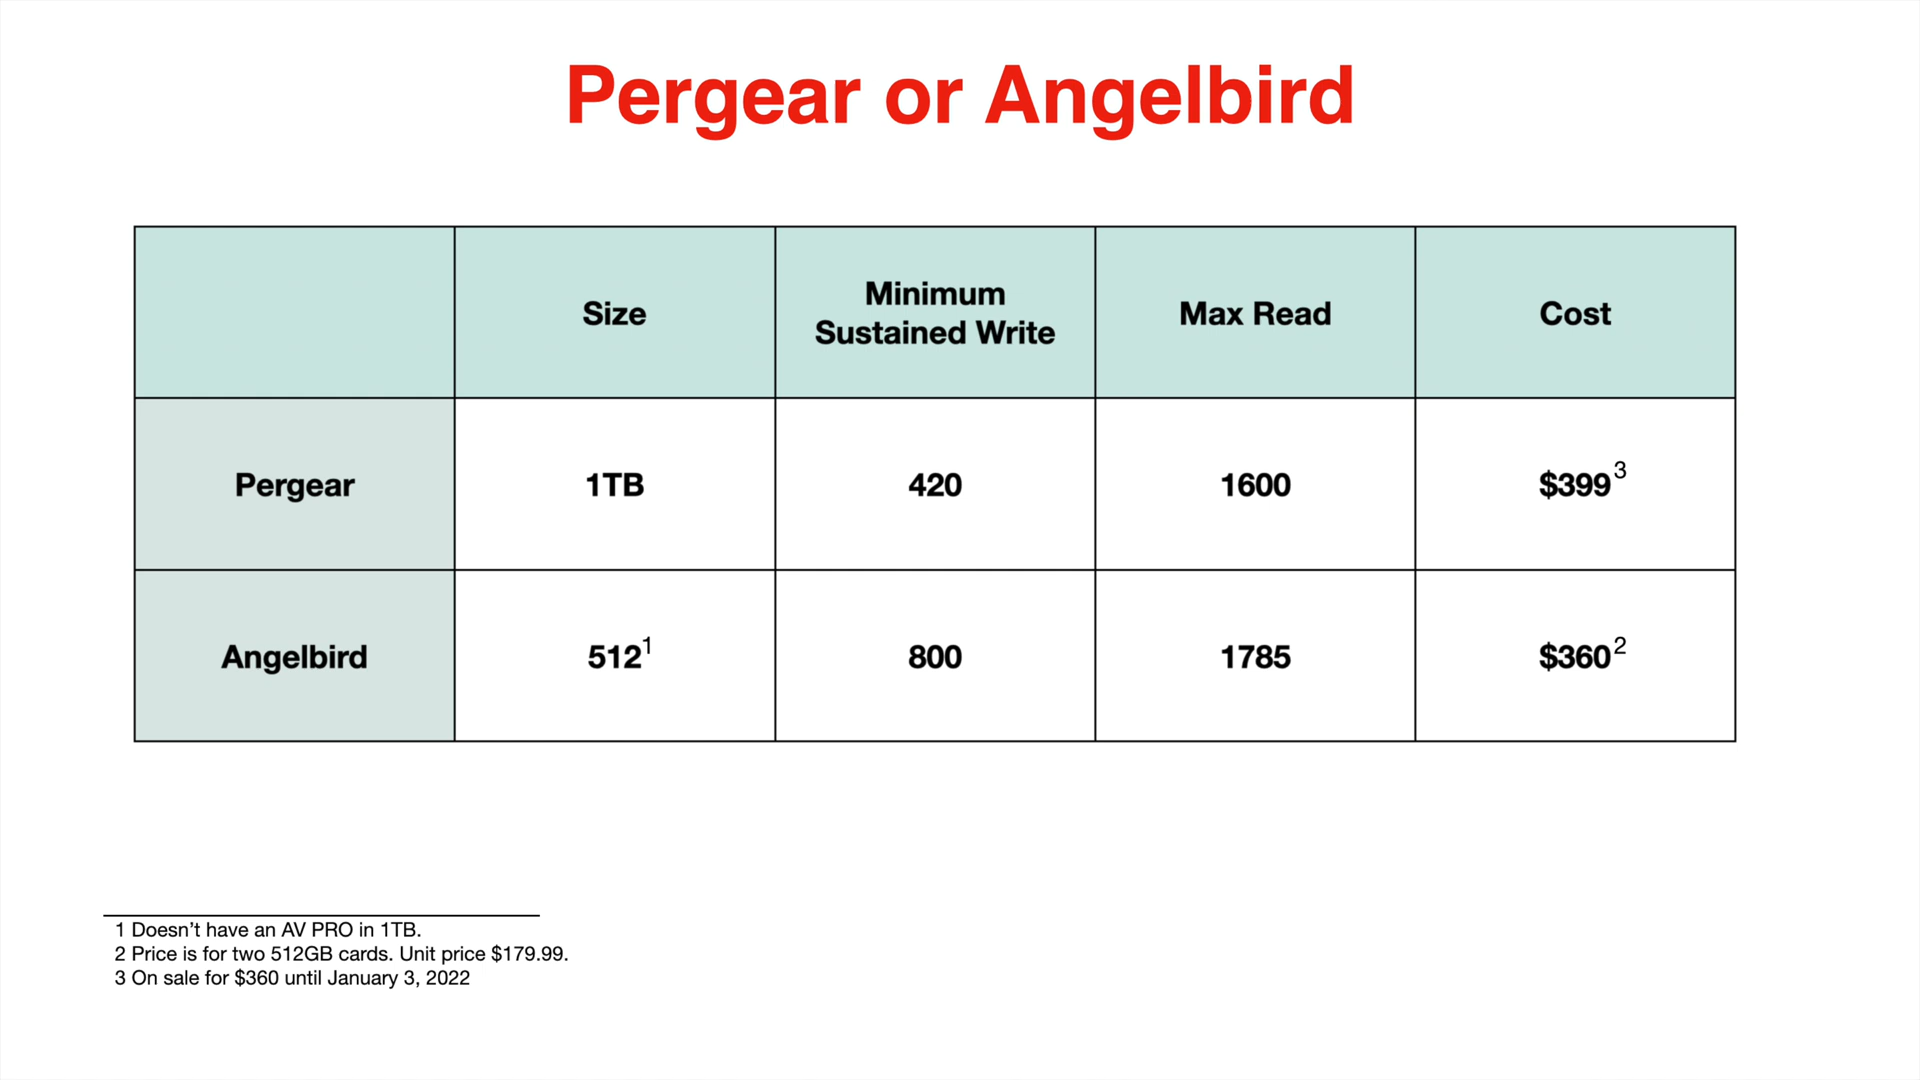 Pergear or Angelbird
Size
Minimum
Sustained Write
Max Read
Cost
Pergear
1TB
420
1600
$399³
Angelbird
512¹
800
1785
$360²
1 Doesn’t have an AV PRO in 1TB.
2 Price is for two 512GB cards. Unit price $179.99.
3 On sale for $360 until January 3, 2022